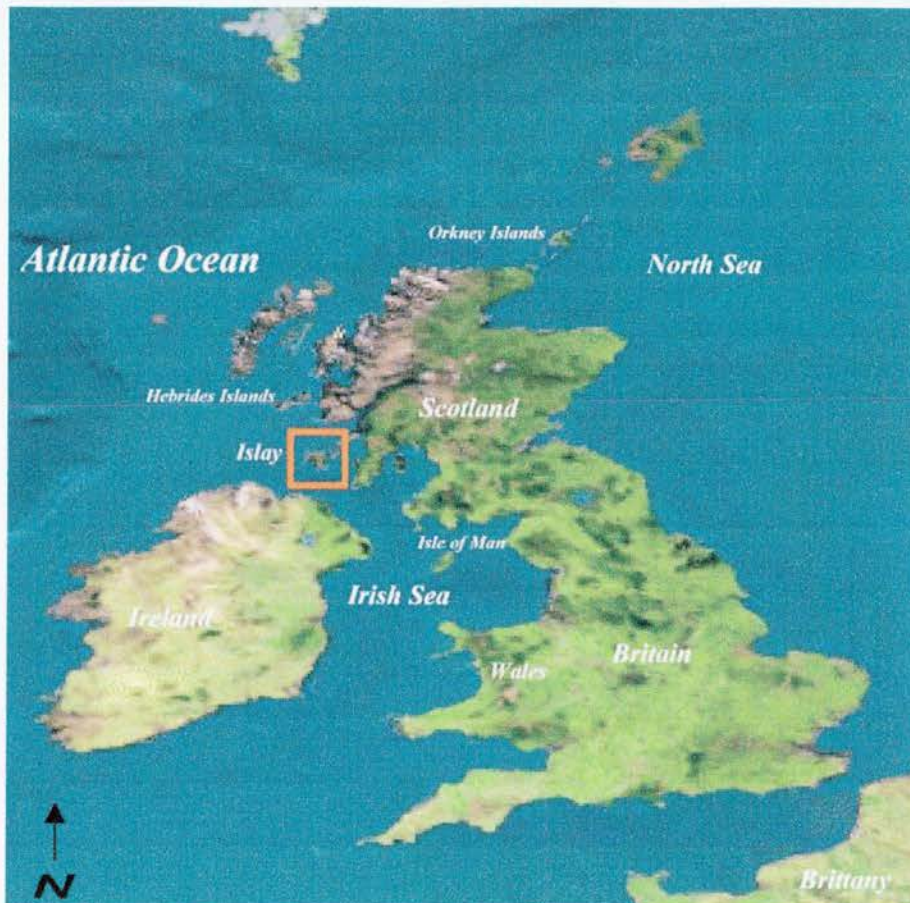 Orkney Islands
Atlantic Ocean
North Sea
Hebrides Islands
Scotland
Islay
Isle of Man
Irish Sea
Ireland
Britain
Wales
N
Brittany